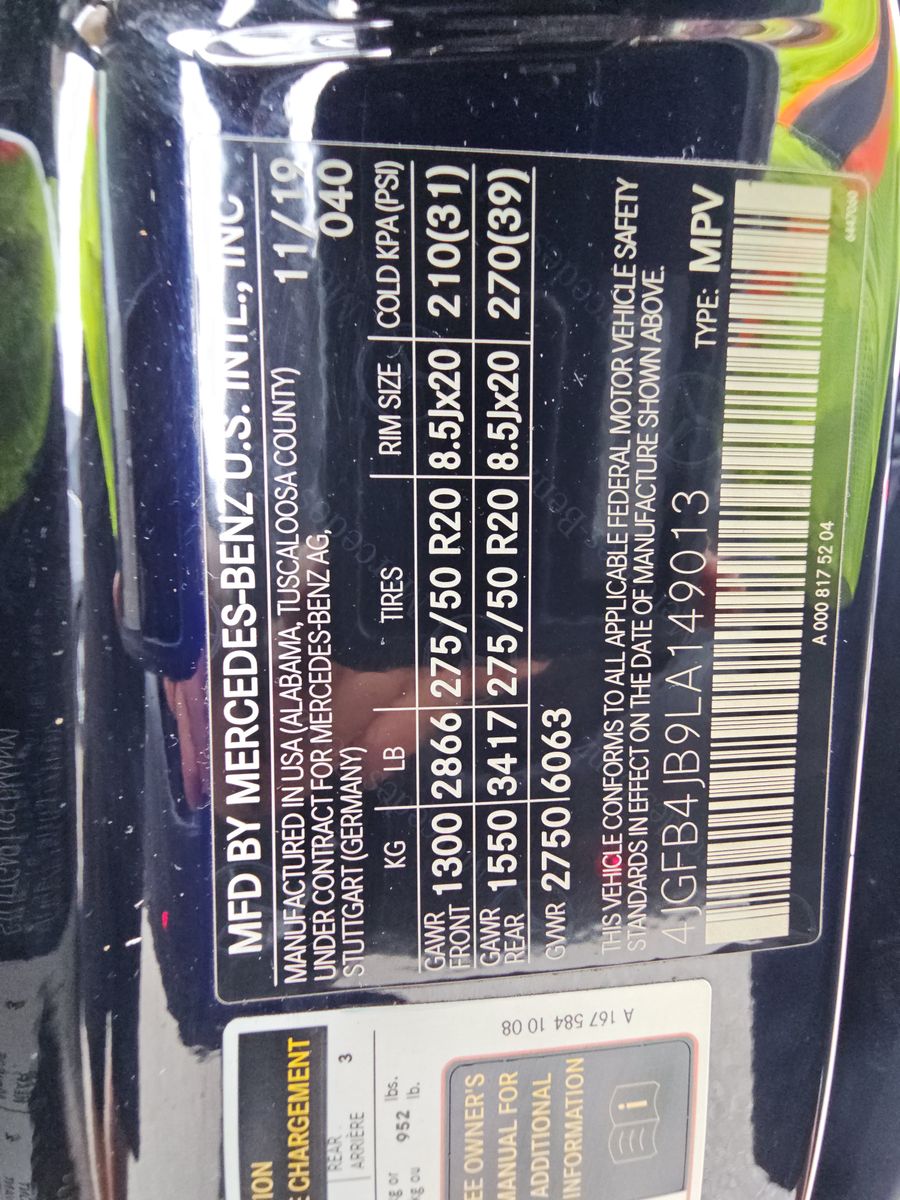 MFD BY MERCEDES-BENZ U.S. INTL., INC
MANUFACTURED IN USA (ALABAMA, TUSCALOOSA COUNTY) 11/19
UNDER CONTRACT FOR MERCEDES-BENZ AG, 040
STUTTGART (GERMANY)
KG LB TIRES RIM SIZE COLD KPA (PSI)
GAWR FRONT 1300 2866 275/50 R20 8.5Jx20 210(31)
GAWR REAR 1550 3417 275/50 R20 8.5Jx20 270(39)
GVWR 2750 6063
THIS VEHICLE CONFORMS TO ALL APPLICABLE FEDERAL MOTOR VEHICLE SAFETY
STANDARDS IN EFFECT ON THE DATE OF MANUFACTURE SHOWN ABOVE.
4JGFB4JB9LA149013 TYPE: MPV
A 000 817 52 04
CHARGEMENT
REAR
ARRIÈRE 3
kg or 952 lbs.
kg ou lb.
OWNER'S
MANUAL FOR
ADDITIONAL
INFORMATION
A 167 584 10 08